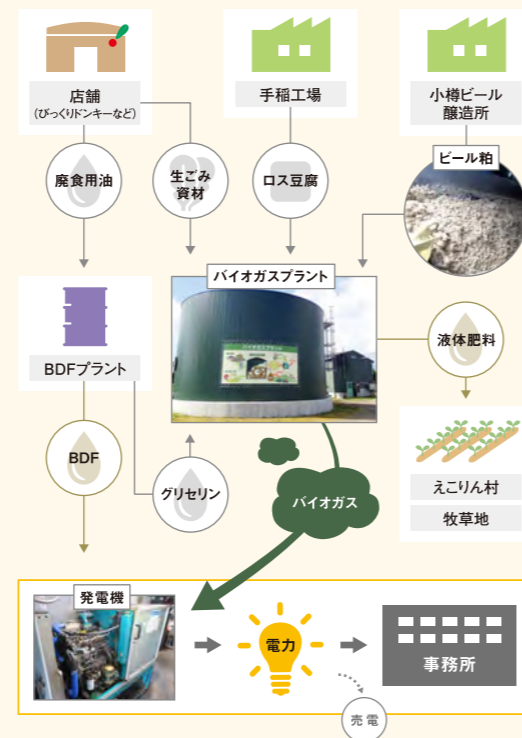 店舗
(びっくりドンキーなど)
手稲工場
小樽ビール
醸造所
廃食用油
生ごみ
資材
ロス豆腐
ビール粕
バイオガスプラント
BDFプラント
液体肥料
BDF
グリセリン
バイオガス
えこりん村
牧草地
発電機
電力
事務所
売電